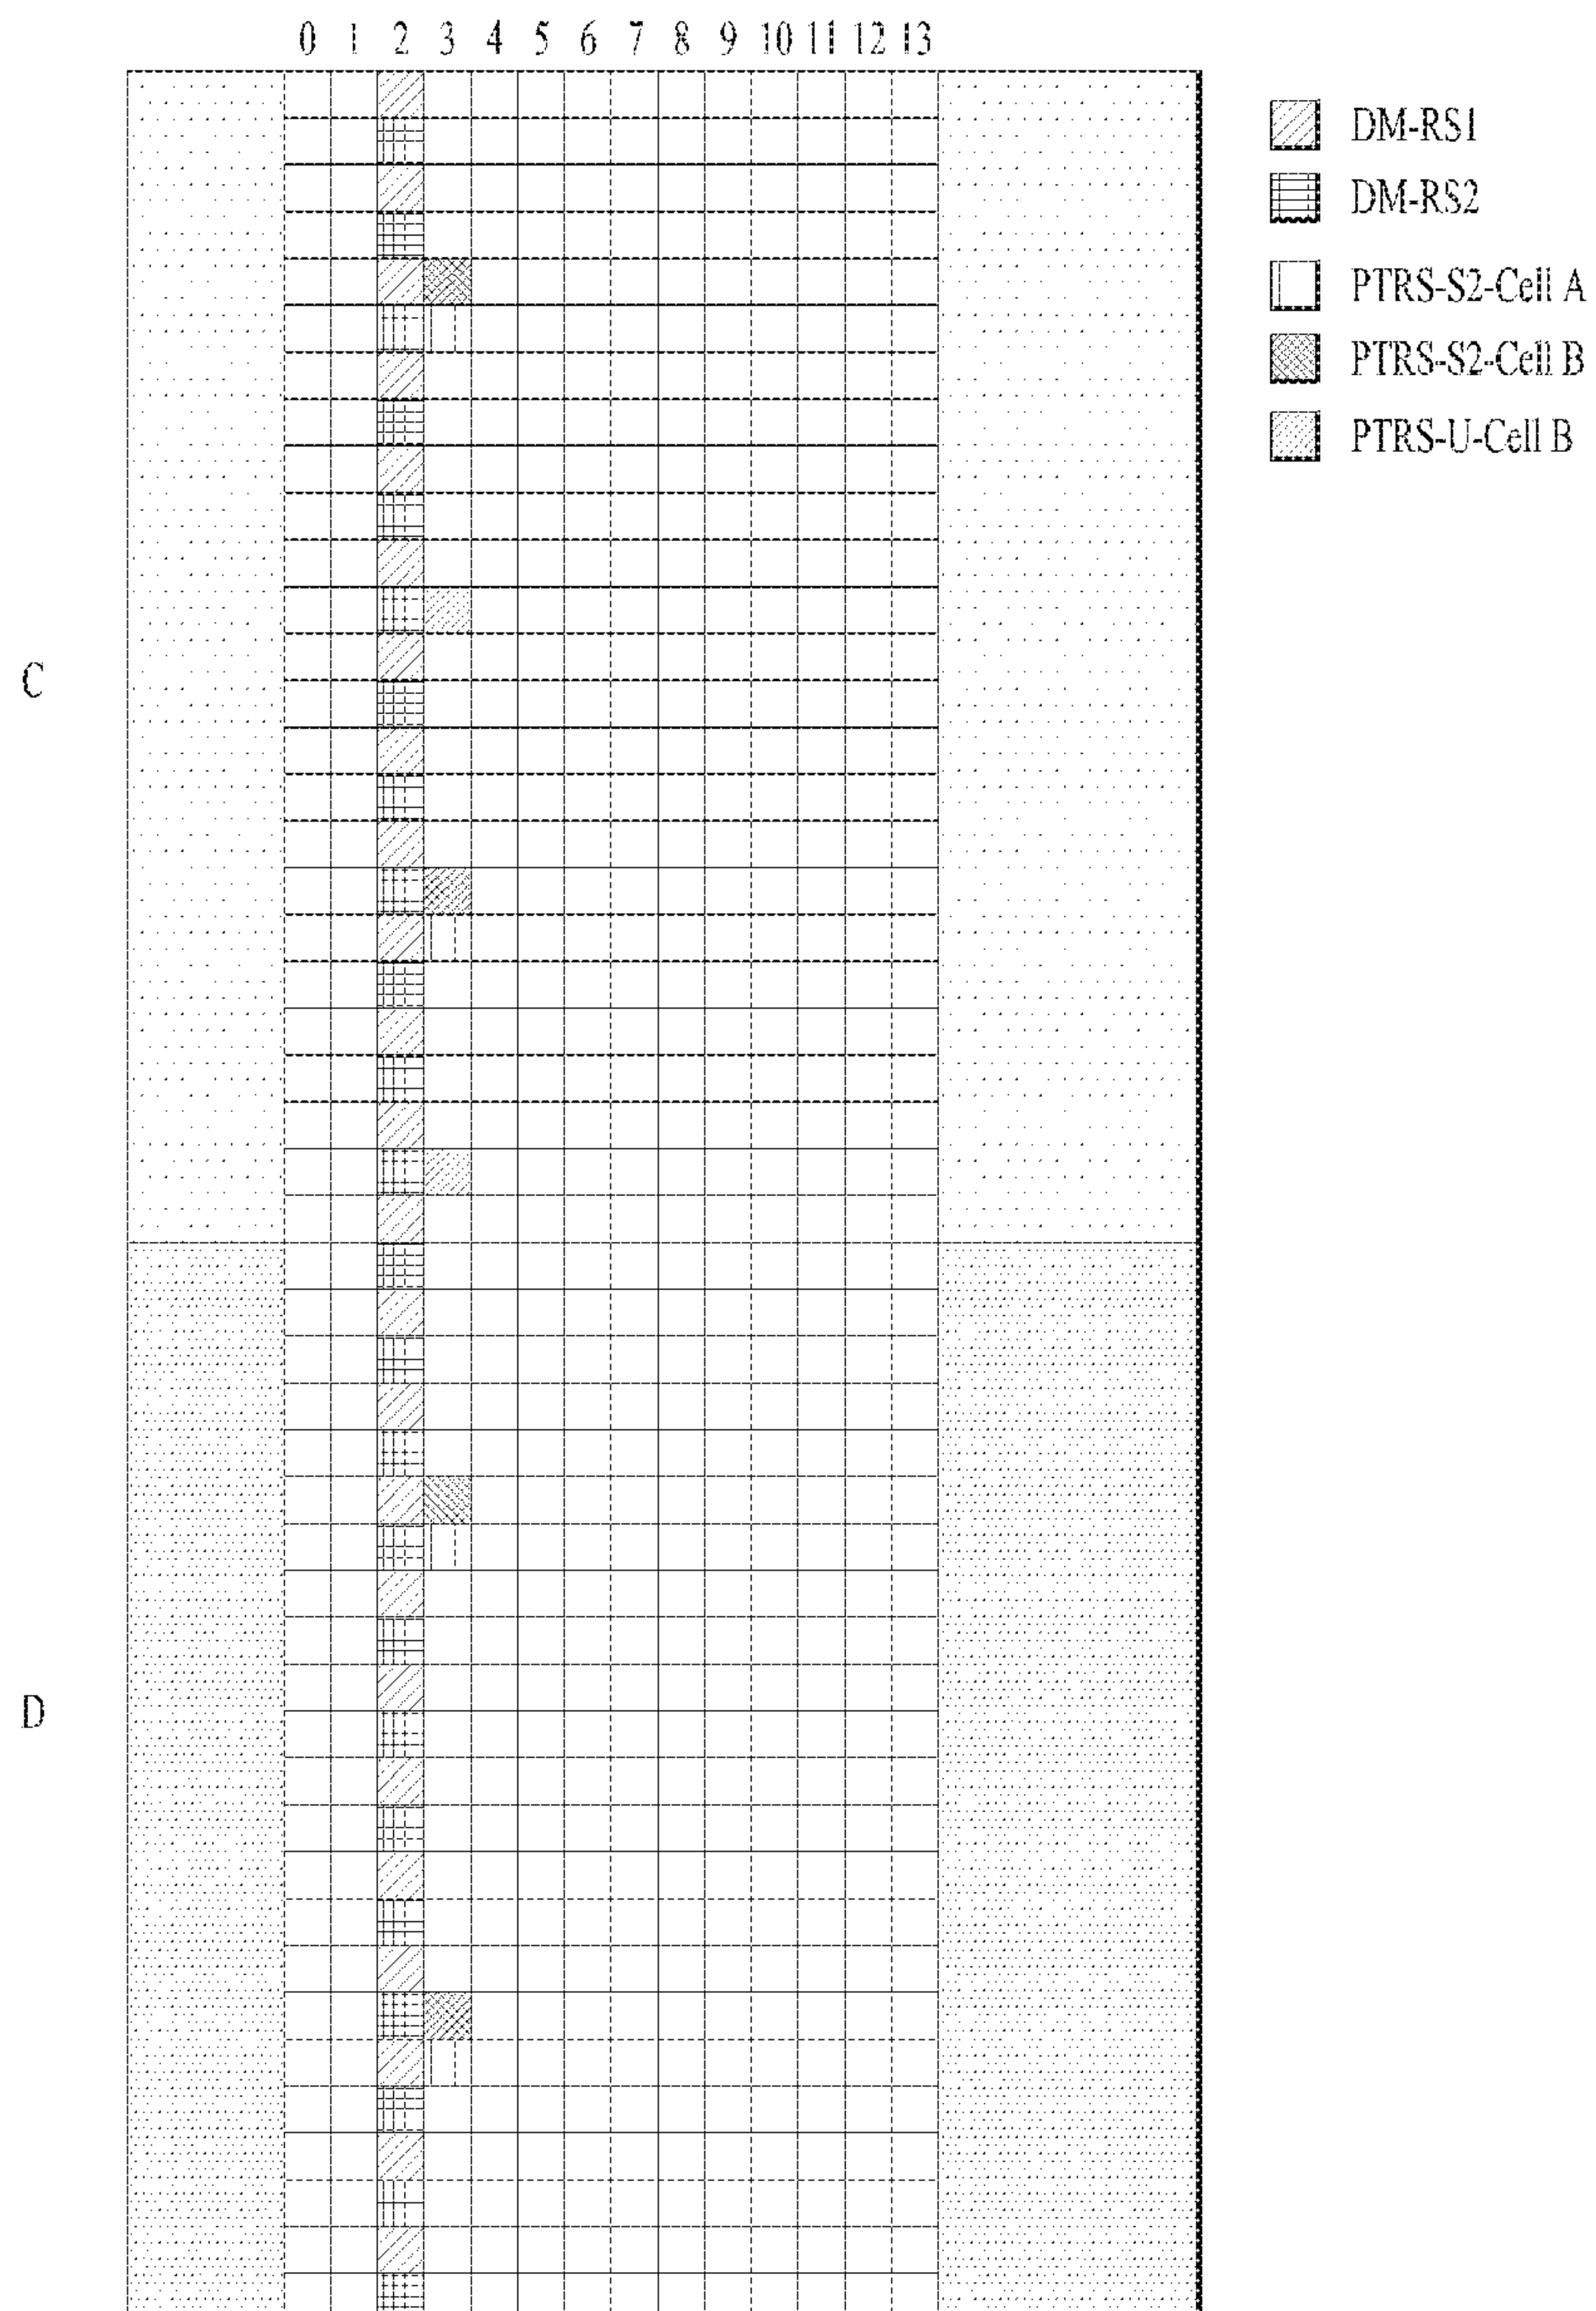 0 1 2 3 4 5 6 7 8 9 10 11 12 13
DM-RS1
DM-RS2
PTRS-S2-Cell A
PTRS-S2-Cell B
PTRS-U-Cell B
C
D